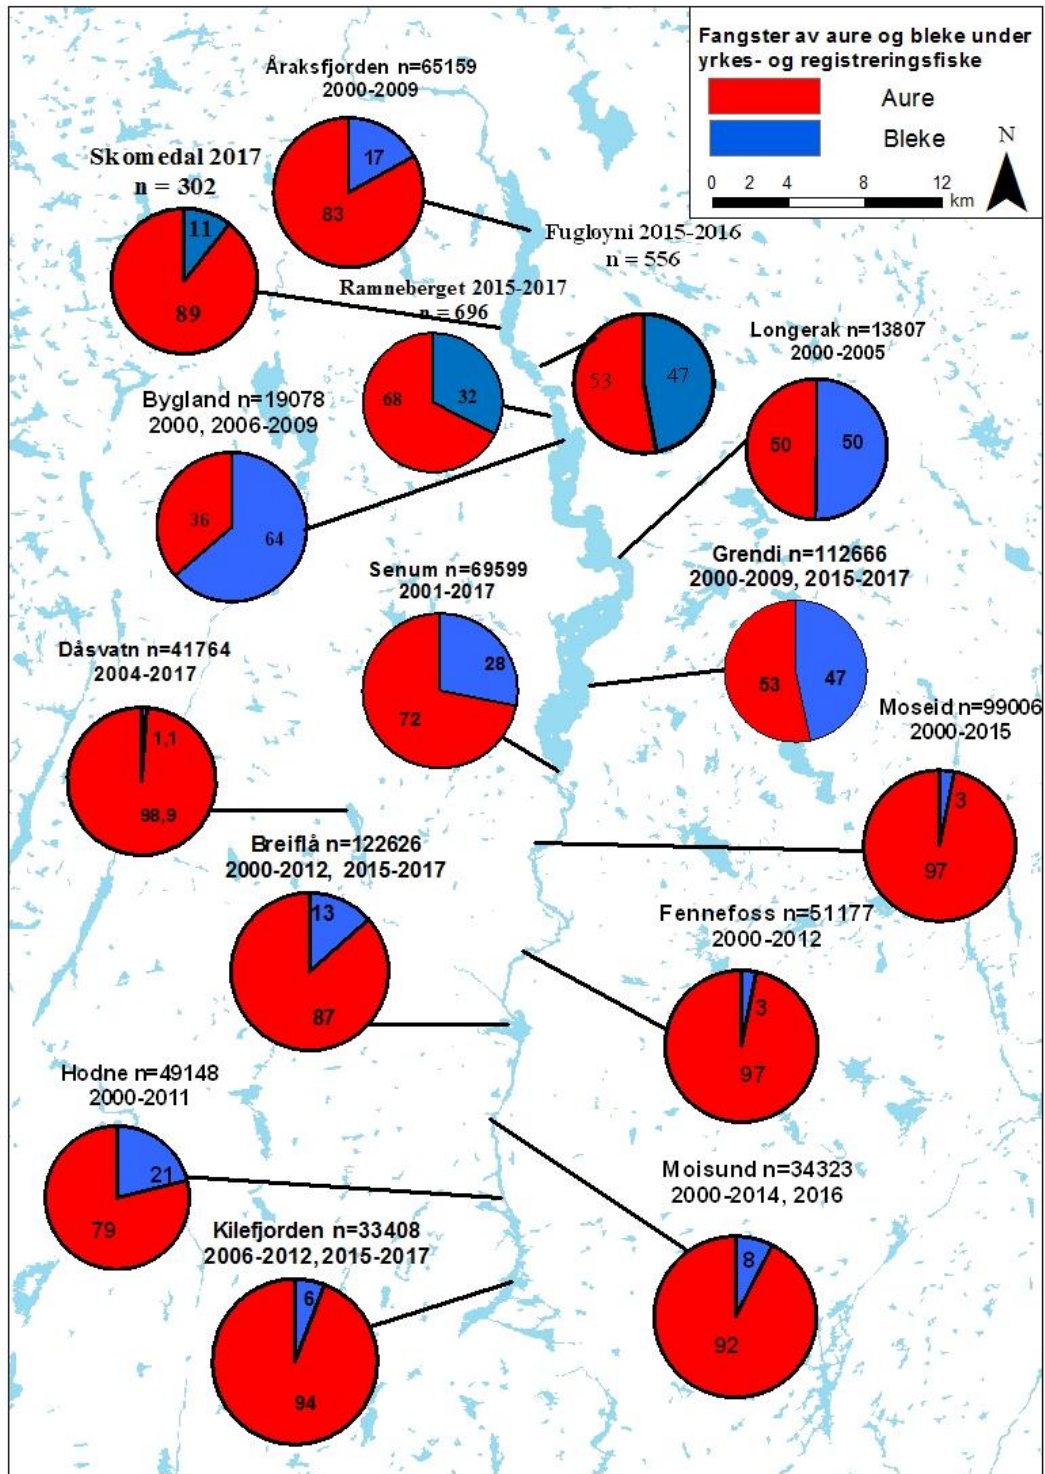 Fangster av aure og bleke under
yrkes- og registreringsfiske
Aure
Bleke
N
0 2 4 8 12
km
Åraksfjorden n=65159
2000-2009
17
83
Skomedal 2017
n = 302
11
89
Fugløyni 2015-2016
n = 556
53
47
Ramneberget 2015-2017
n = 696
68
32
Longerak n=13807
2000-2005
50
50
Bygland n=19078
2000, 2006-2009
36
64
Senum n=69599
2001-2017
28
72
Grendi n=112666
2000-2009, 2015-2017
53
47
Dåsvatn n=41764
2004-2017
1,1
98,9
Moseid n=99006
2000-2015
3
97
Breiflå n=122626
2000-2012, 2015-2017
13
87
Fennefoss n=51177
2000-2012
3
97
Hodne n=49148
2000-2011
21
79
Moisund n=34323
2000-2014, 2016
8
92
Kilefjorden n=33408
2006-2012, 2015-2017
6
94